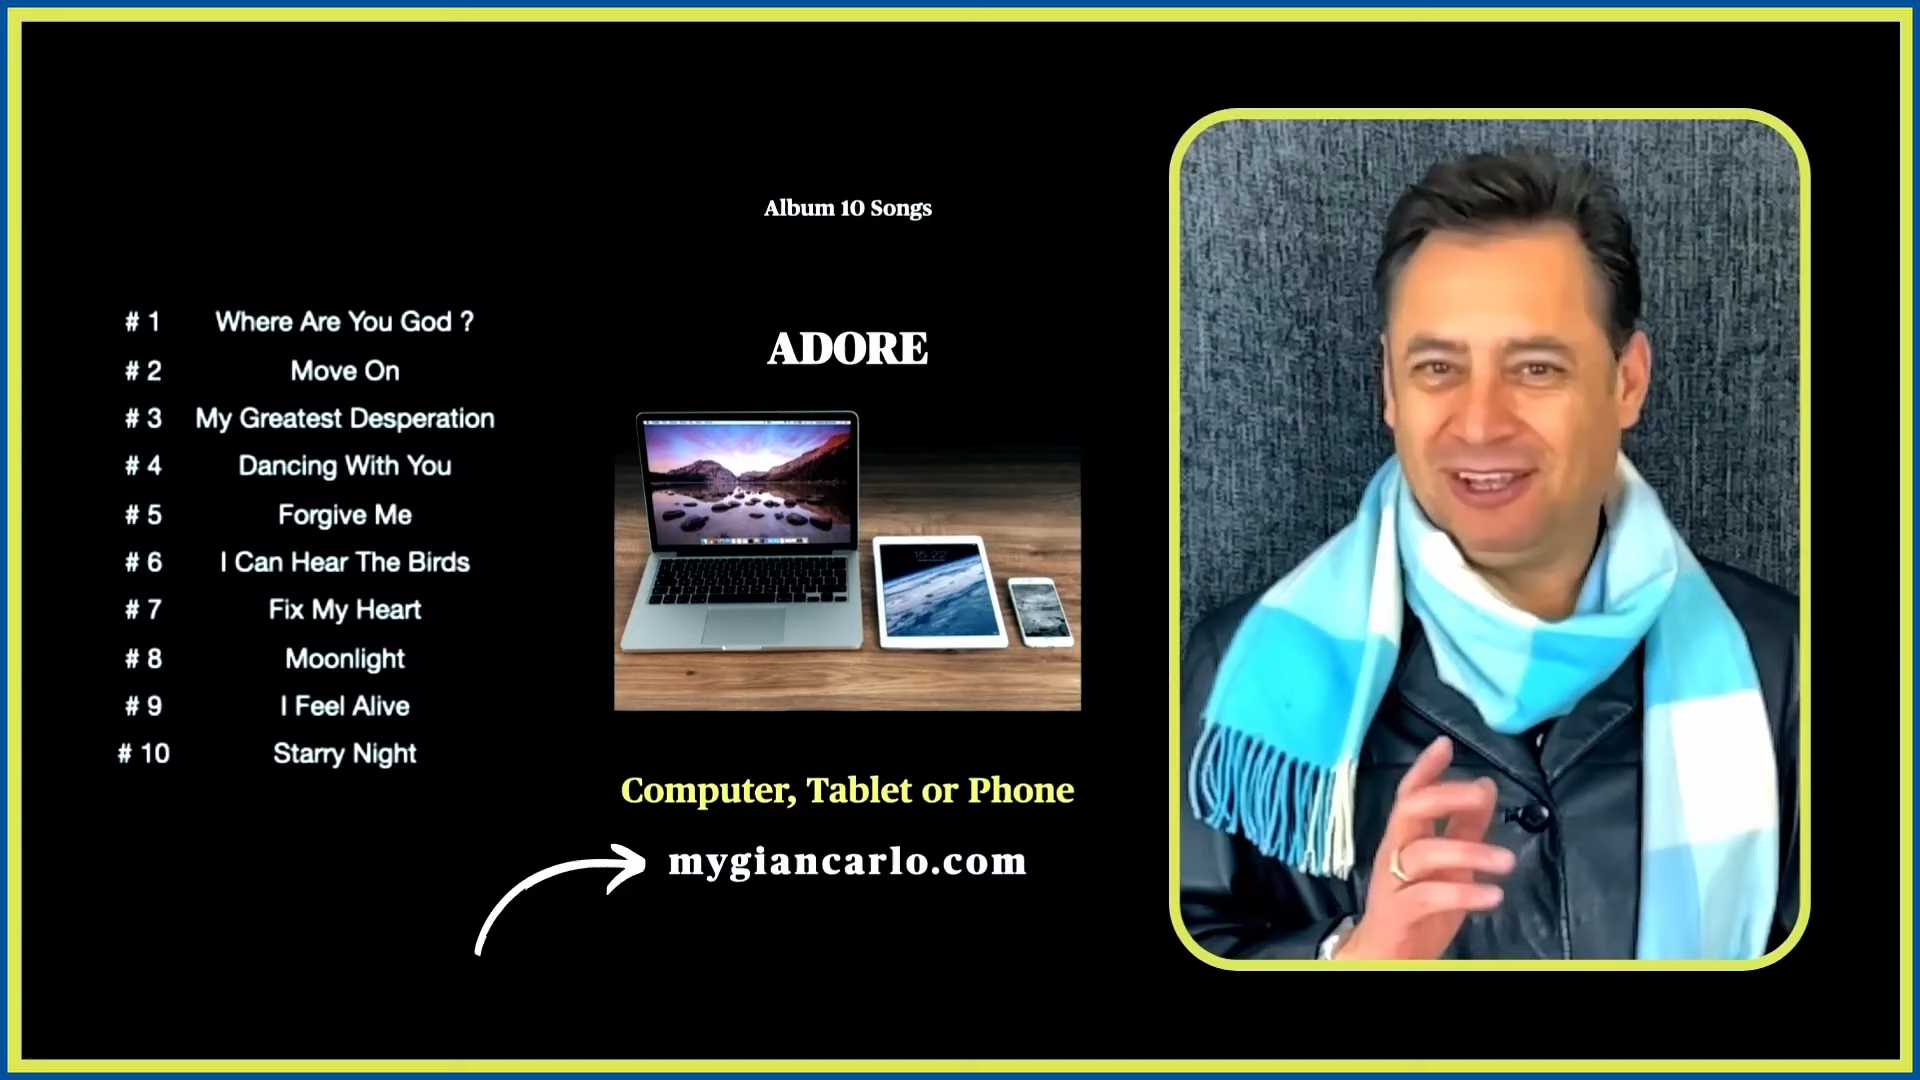 Album 10 Songs
ADORE
# 1 Where Are You God ?
# 2 Move On
# 3 My Greatest Desperation
# 4 Dancing With You
# 5 Forgive Me
# 6 I Can Hear The Birds
# 7 Fix My Heart
# 8 Moonlight
# 9 I Feel Alive
# 10 Starry Night
15:22
Computer, Tablet or Phone
mygiancarlo.com